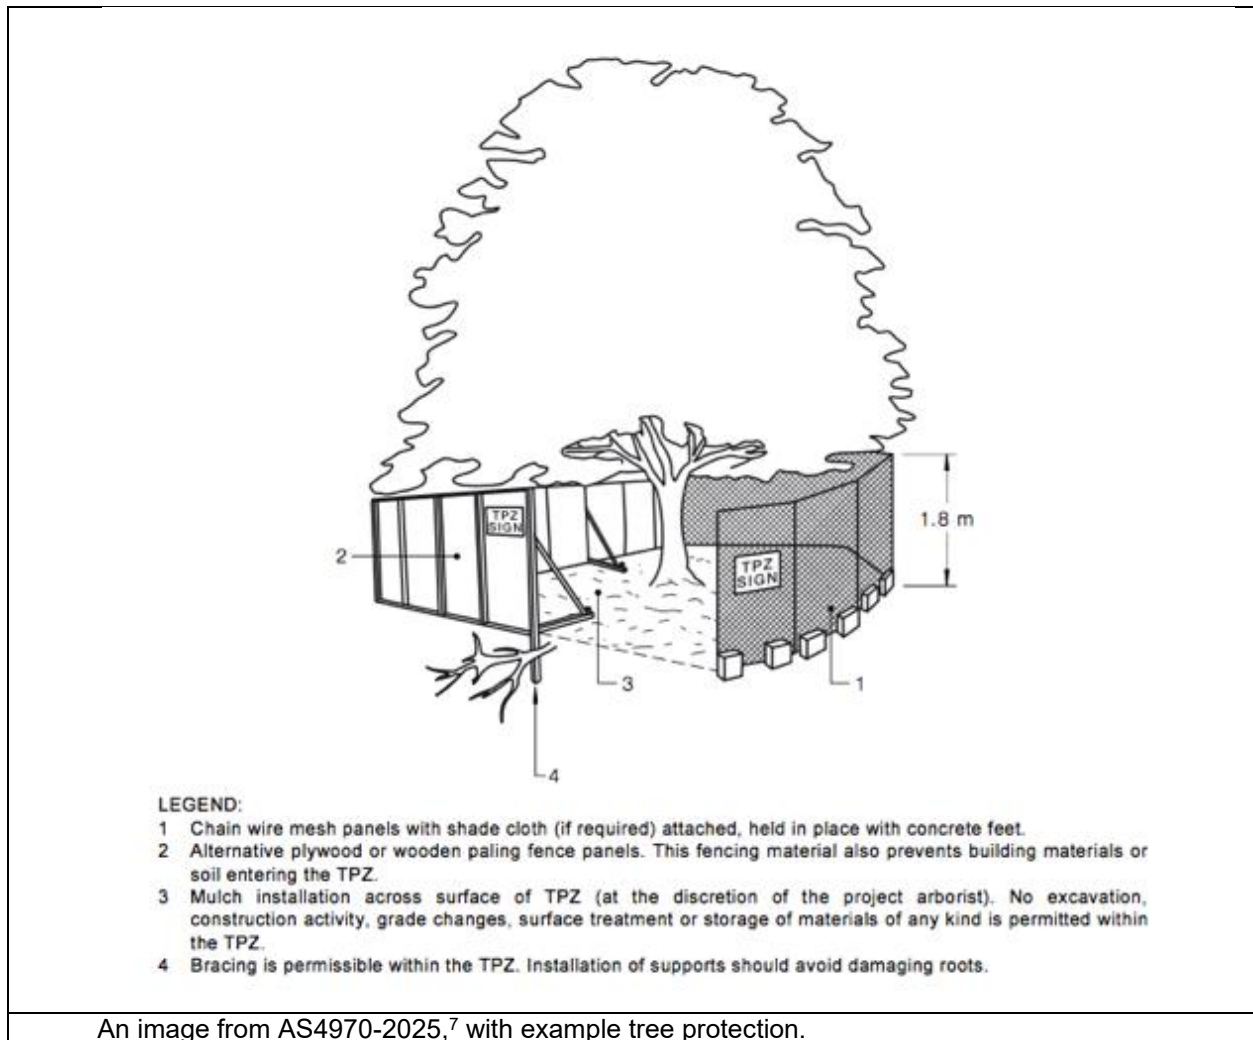 TPZ
SIGN
1.8 m
2
TPZ
SIGN
3
1
4
LEGEND:
1 Chain wire mesh panels with shade cloth (if required) attached, held in place with concrete feet.
2 Alternative plywood or wooden paling fence panels. This fencing material also prevents building materials or
soil entering the TPZ.
3 Mulch installation across surface of TPZ (at the discretion of the project arborist). No excavation,
construction activity, grade changes, surface treatment or storage of materials of any kind is permitted within
the TPZ.
4 Bracing is permissible within the TPZ. Installation of supports should avoid damaging roots.
An image from AS4970-2025,⁷ with example tree protection.